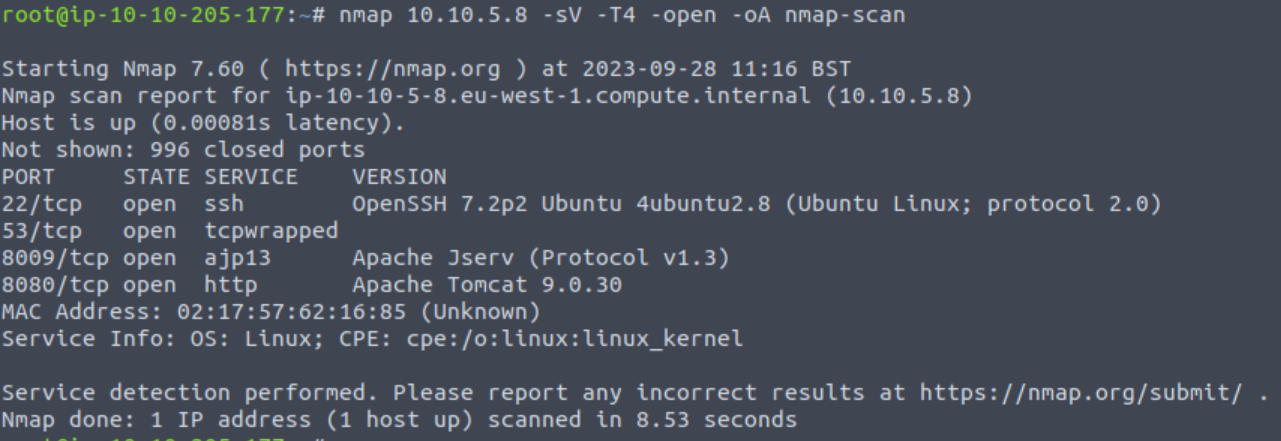 root@ip-10-10-205-177:~# nmap 10.10.5.8 -sV -T4 -open -oA nmap-scan
Starting Nmap 7.60 ( https://nmap.org ) at 2023-09-28 11:16 BST
Nmap scan report for ip-10-10-5-8.eu-west-1.compute.internal (10.10.5.8)
Host is up (0.00081s latency).
Not shown: 996 closed ports
PORT     STATE SERVICE    VERSION
22/tcp   open  ssh        OpenSSH 7.2p2 Ubuntu 4ubuntu2.8 (Ubuntu Linux; protocol 2.0)
53/tcp   open  tcpwrapped
8009/tcp open  ajp13      Apache Jserv (Protocol v1.3)
8080/tcp open  http       Apache Tomcat 9.0.30
MAC Address: 02:17:57:62:16:85 (Unknown)
Service Info: OS: Linux; CPE: cpe:/o:linux:linux_kernel
Service detection performed. Please report any incorrect results at https://nmap.org/submit/ .
Nmap done: 1 IP address (1 host up) scanned in 8.53 seconds